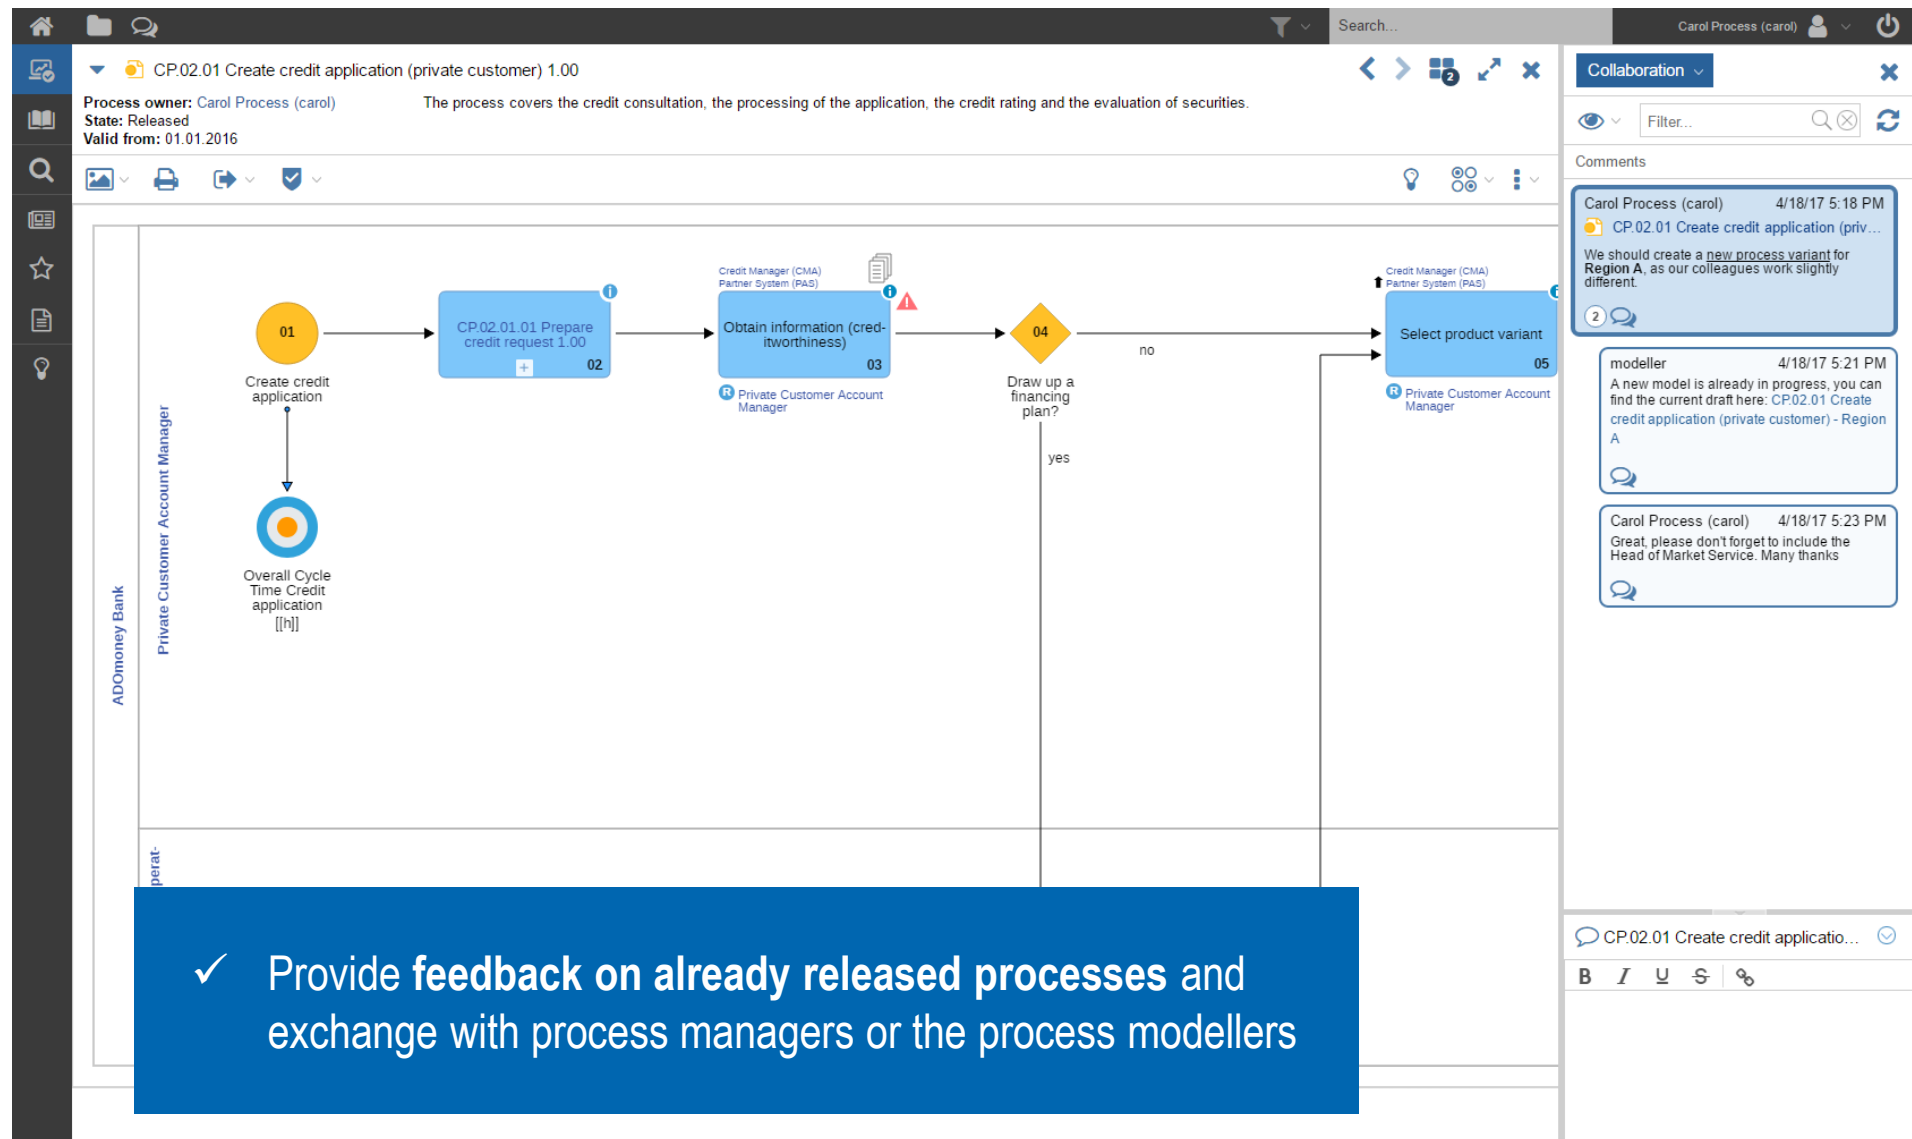 Search...
Carol Process (carol)
CP.02.01 Create credit application (private customer) 1.00
2
Process owner: Carol Process (carol)
The process covers the credit consultation, the processing of the application, the credit rating and the evaluation of securities.
State: Released
Valid from: 01.01.2016
ADOmoney Bank
Private Customer Account Manager
perat-
01
Create credit
application
Overall Cycle
Time Credit
application
[[h]]
CP.02.01.01 Prepare
credit request 1.00
+
02
Credit Manager (CMA)
Partner System (PAS)
Obtain information (cred-
itworthiness)
03
R Private Customer Account
Manager
04
Draw up a
financing
plan?
no
yes
Credit Manager (CMA)
Partner System (PAS)
Select product variant
05
R Private Customer Account
Manager
✓ Provide feedback on already released processes and
exchange with process managers or the process modellers
Collaboration
Filter...
Comments
Carol Process (carol) 4/18/17 5:18 PM
CP.02.01 Create credit application (priv...
We should create a new process variant for
Region A, as our colleagues work slightly
different.
2
modeller 4/18/17 5:21 PM
A new model is already in progress, you can
find the current draft here: CP.02.01 Create
credit application (private customer) - Region
A
Carol Process (carol) 4/18/17 5:23 PM
Great, please don't forget to include the
Head of Market Service. Many thanks
CP.02.01 Create credit applicatio...
B I U S